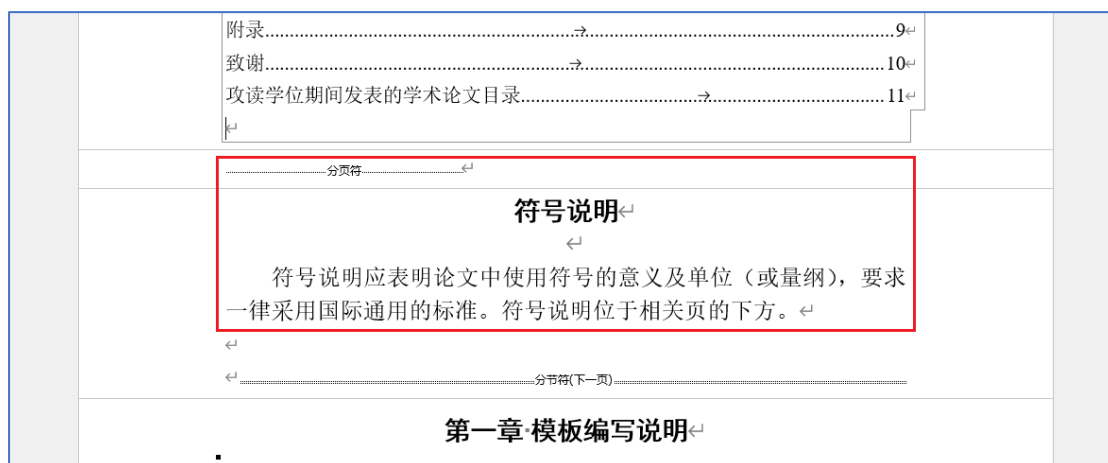 附录............................................................→............................................................9↵
致谢............................................................→............................................................10↵
攻读学位期间发表的学术论文目录...................................→...................................11↵
↵
分页符↵
符号说明↵
↵
符号说明应表明论文中使用符号的意义及单位（或量纲），要求
一律采用国际通用的标准。符号说明位于相关页的下方。↵
↵
↵分节符(下一页)
第一章·模板编写说明↵